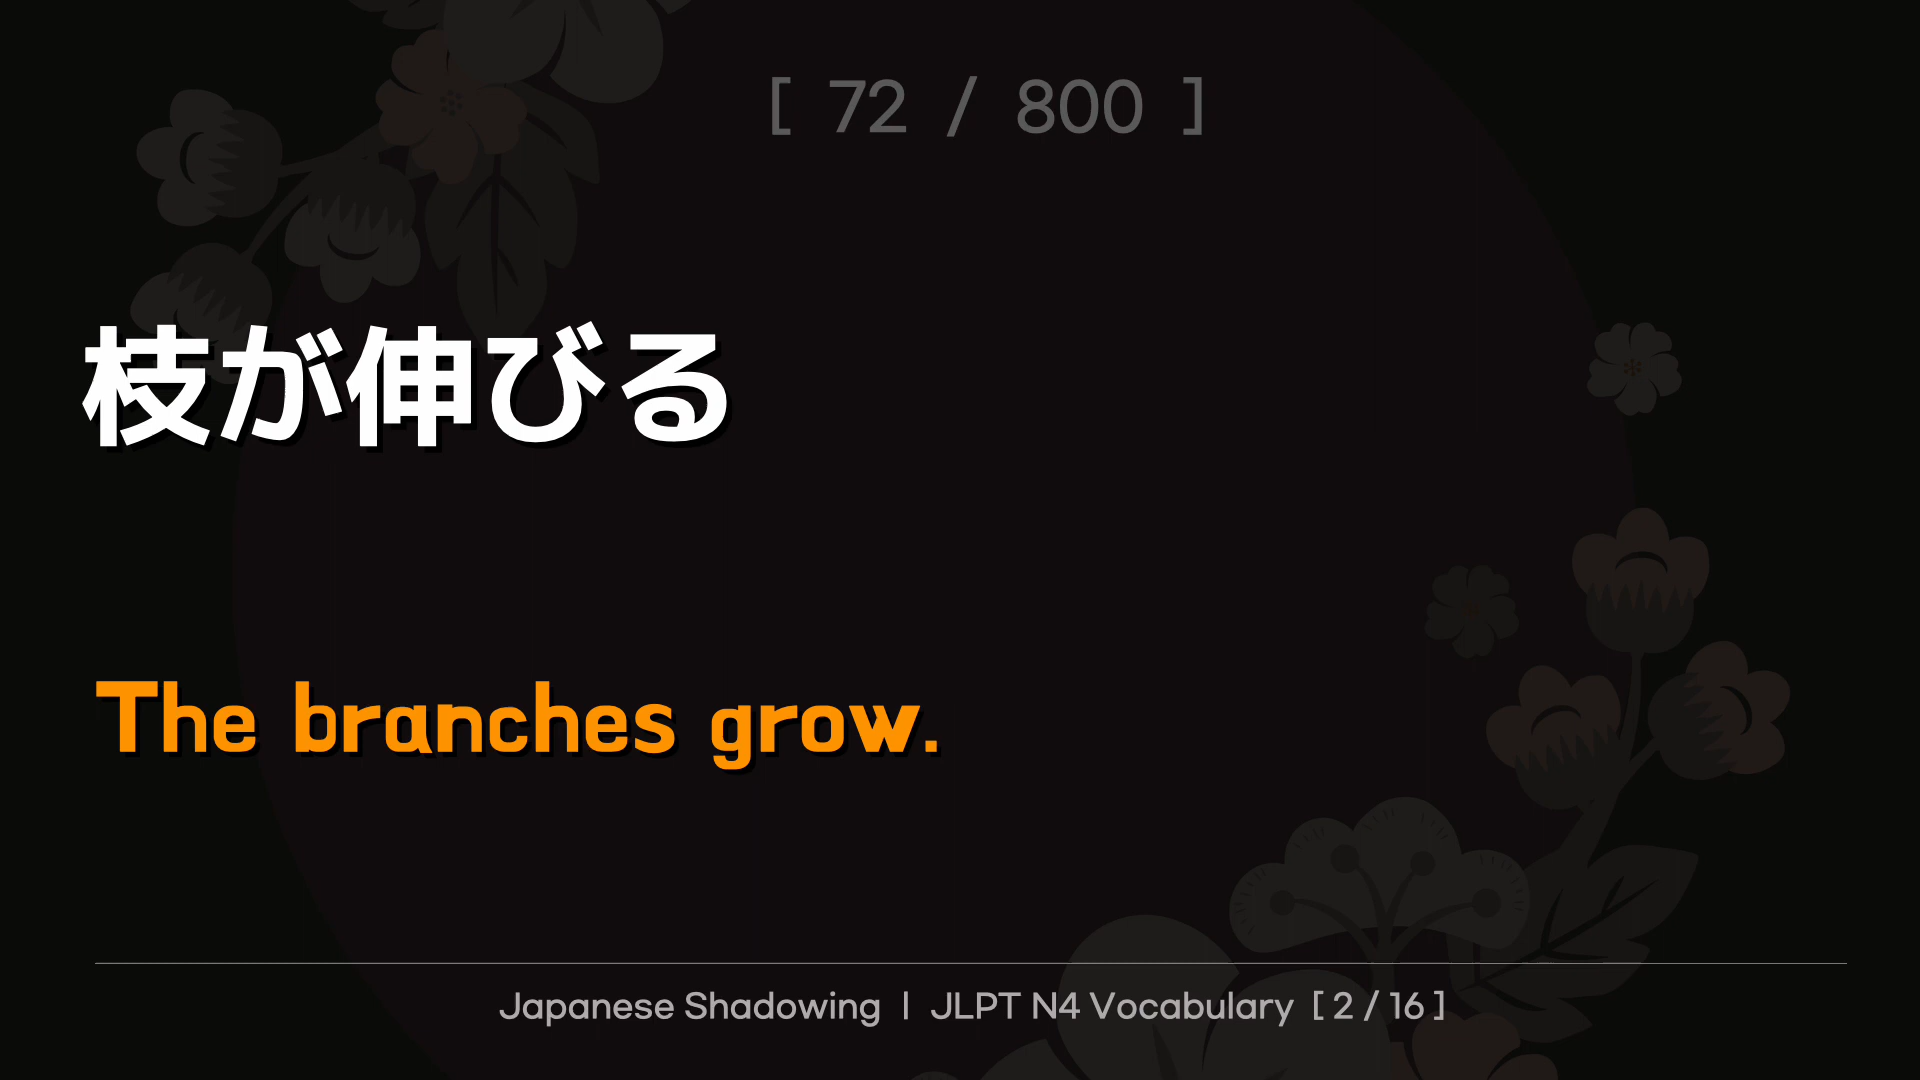 [ 72 / 800 ]
枝が伸びる
The branches grow.
Japanese Shadowing | JLPT N4 Vocabulary [ 2 / 16 ]